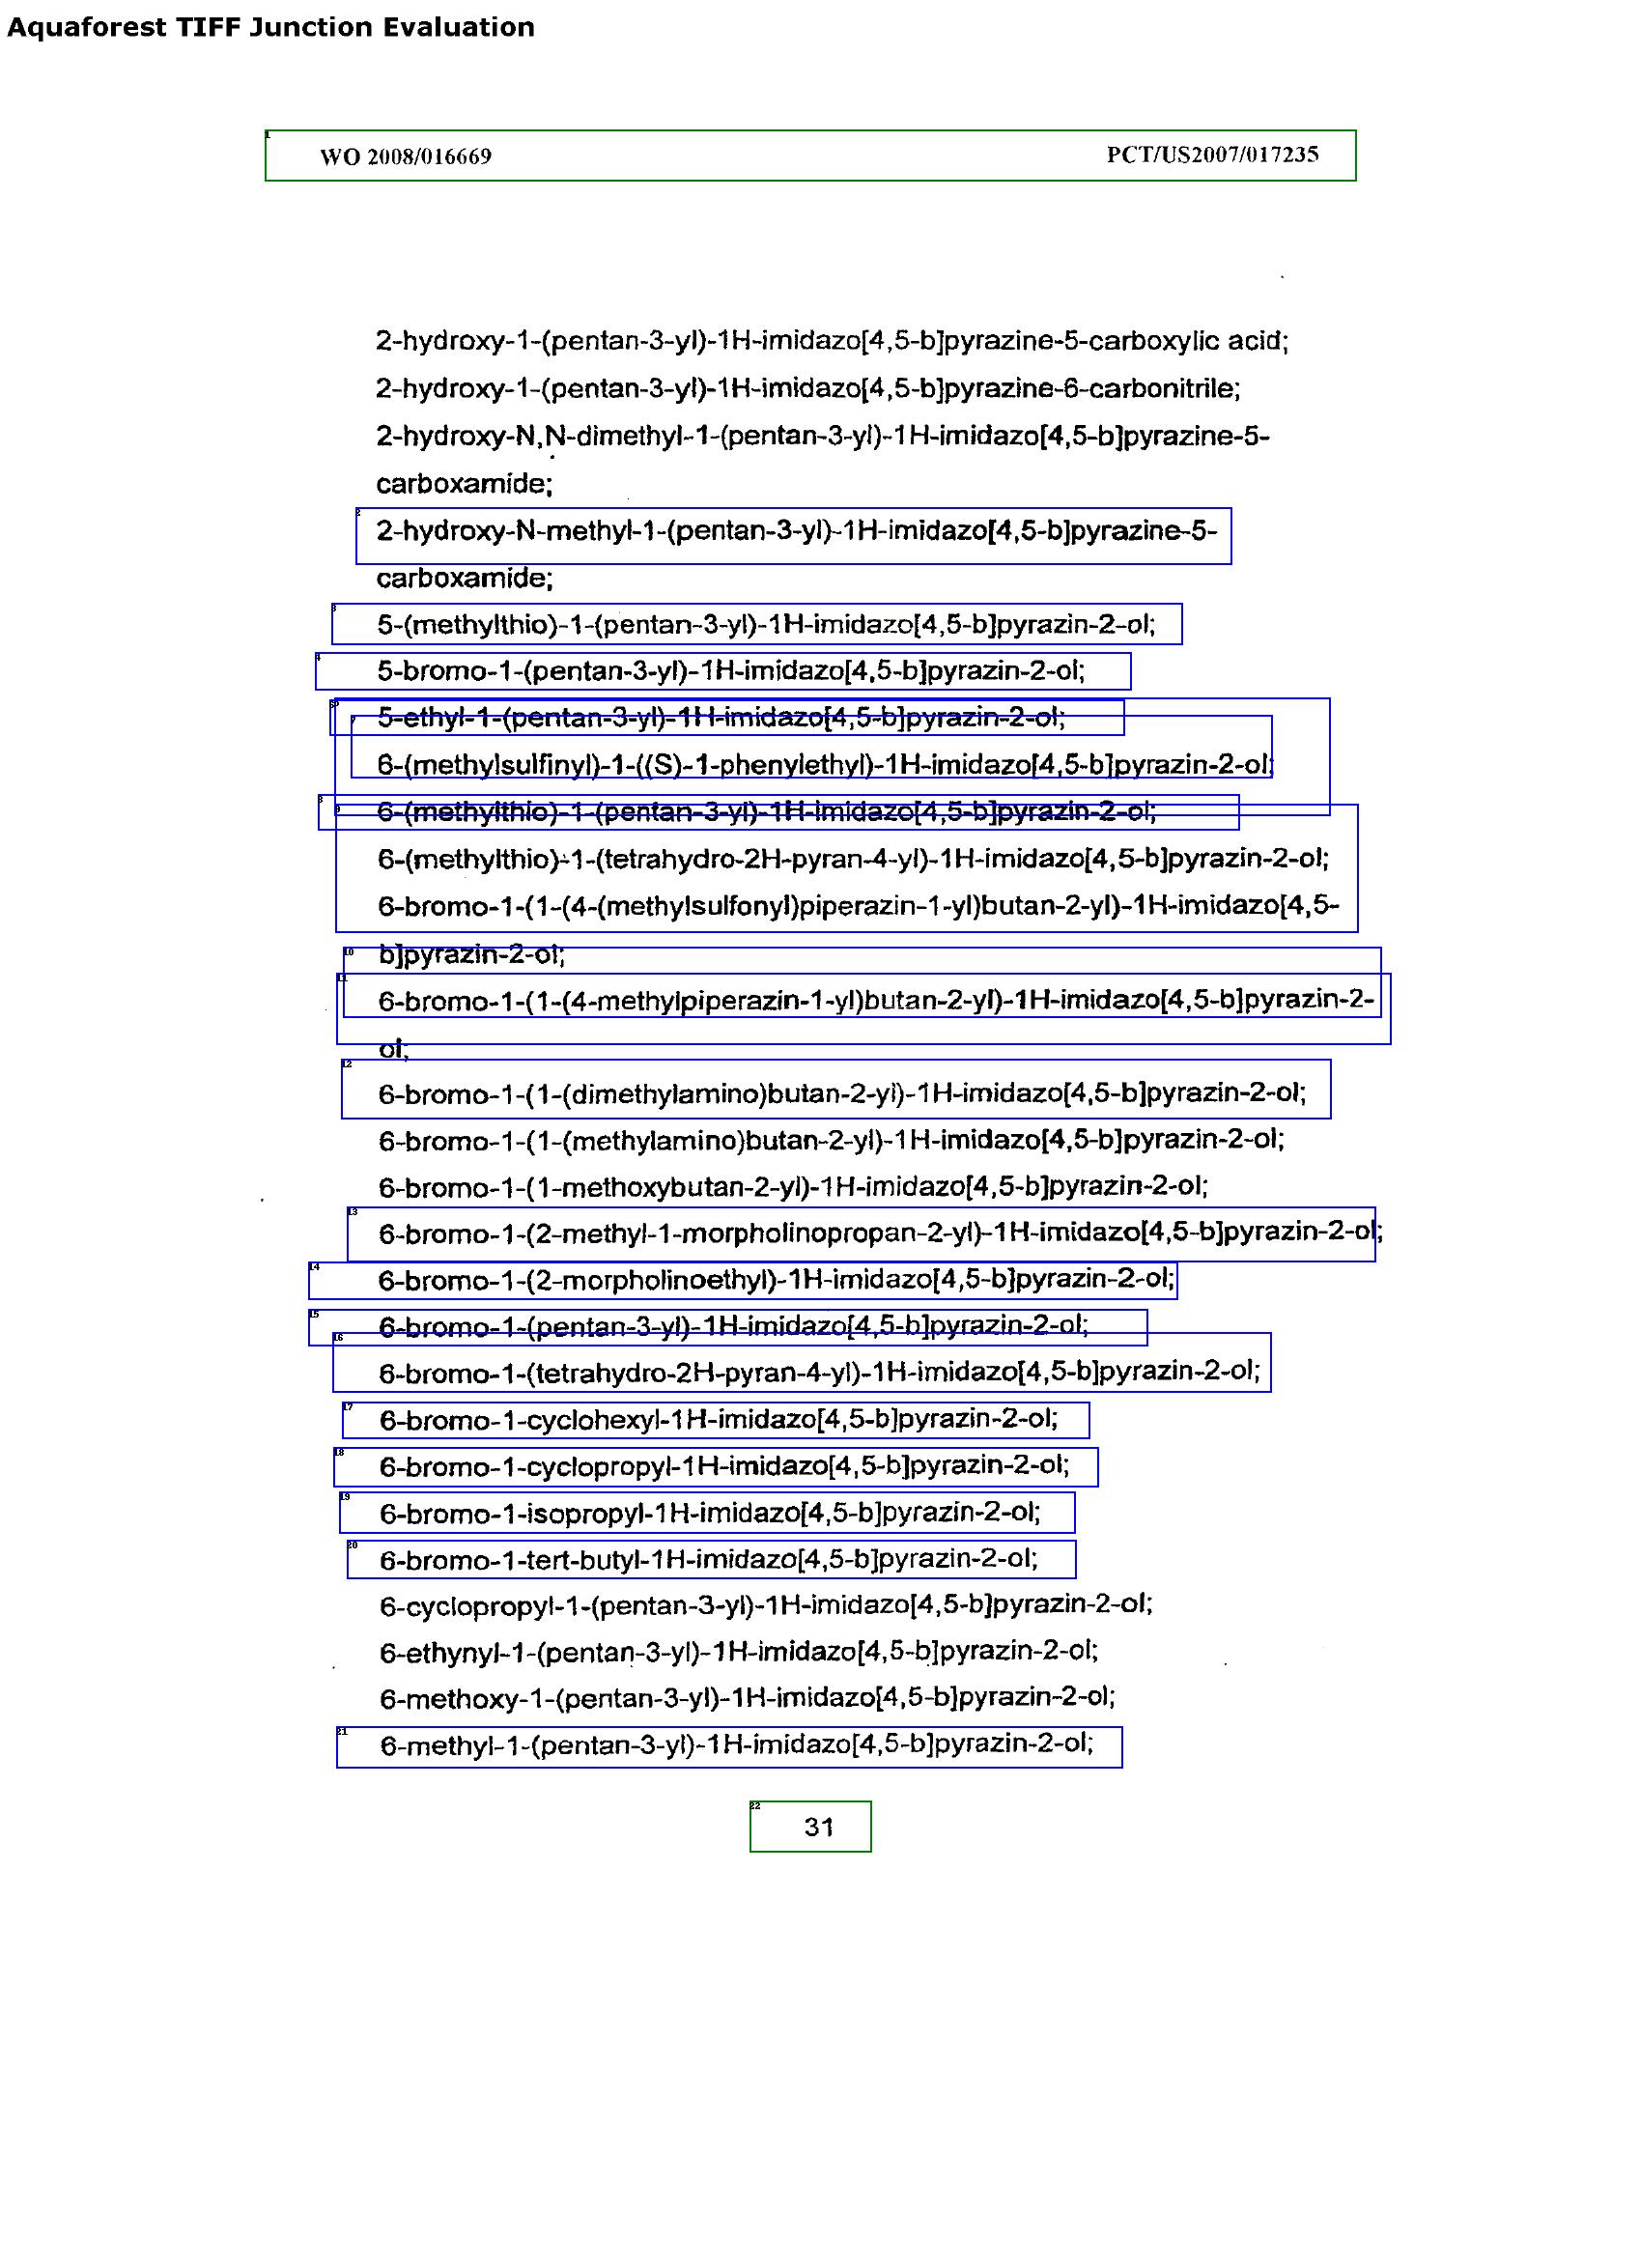 Aquaforest TIFF Junction Evaluation
WO 2008/016669 PCT/US2007/017235
2-hydroxy-1-(pentan-3-yl)-1H-imidazo[4,5-b]pyrazine-5-carboxylic acid;
2-hydroxy-1-(pentan-3-yl)-1H-imidazo[4,5-b]pyrazine-6-carbonitrile;
2-hydroxy-N,N-dimethyl-1-(pentan-3-yl)-1H-imidazo[4,5-b]pyrazine-5-
carboxamide;
2-hydroxy-N-methyl-1-(pentan-3-yl)-1H-imidazo[4,5-b]pyrazine-5-
carboxamide;
5-(methylthio)-1-(pentan-3-yl)-1H-imidazo[4,5-b]pyrazin-2-ol;
5-bromo-1-(pentan-3-yl)-1H-imidazo[4,5-b]pyrazin-2-ol;
5-ethyl-1-(pentan-3-yl)-1H-imidazo[4,5-b]pyrazin-2-ol;
6-(methylsulfinyl)-1-((S)-1-phenylethyl)-1H-imidazo[4,5-b]pyrazin-2-ol;
6-(methylthio)-1-(pentan-3-yl)-1H-imidazo[4,5-b]pyrazin-2-ol;
6-(methylthio)-1-(tetrahydro-2H-pyran-4-yl)-1H-imidazo[4,5-b]pyrazin-2-ol;
6-bromo-1-(1-(4-(methylsulfonyl)piperazin-1-yl)butan-2-yl)-1H-imidazo[4,5-
b]pyrazin-2-ol;
6-bromo-1-(1-(4-methylpiperazin-1-yl)butan-2-yl)-1H-imidazo[4,5-b]pyrazin-2-
ol;
6-bromo-1-(1-(dimethylamino)butan-2-yl)-1H-imidazo[4,5-b]pyrazin-2-ol;
6-bromo-1-(1-(methylamino)butan-2-yl)-1H-imidazo[4,5-b]pyrazin-2-ol;
6-bromo-1-(1-methoxybutan-2-yl)-1H-imidazo[4,5-b]pyrazin-2-ol;
6-bromo-1-(2-methyl-1-morpholinopropan-2-yl)-1H-imidazo[4,5-b]pyrazin-2-ol;
6-bromo-1-(2-morpholinoethyl)-1H-imidazo[4,5-b]pyrazin-2-ol;
6-bromo-1-(pentan-3-yl)-1H-imidazo[4,5-b]pyrazin-2-ol;
6-bromo-1-(tetrahydro-2H-pyran-4-yl)-1H-imidazo[4,5-b]pyrazin-2-ol;
6-bromo-1-cyclohexyl-1H-imidazo[4,5-b]pyrazin-2-ol;
6-bromo-1-cyclopropyl-1H-imidazo[4,5-b]pyrazin-2-ol;
6-bromo-1-isopropyl-1H-imidazo[4,5-b]pyrazin-2-ol;
6-bromo-1-tert-butyl-1H-imidazo[4,5-b]pyrazin-2-ol;
6-cyclopropyl-1-(pentan-3-yl)-1H-imidazo[4,5-b]pyrazin-2-ol;
6-ethynyl-1-(pentan-3-yl)-1H-imidazo[4,5-b]pyrazin-2-ol;
6-methoxy-1-(pentan-3-yl)-1H-imidazo[4,5-b]pyrazin-2-ol;
6-methyl-1-(pentan-3-yl)-1H-imidazo[4,5-b]pyrazin-2-ol;
31